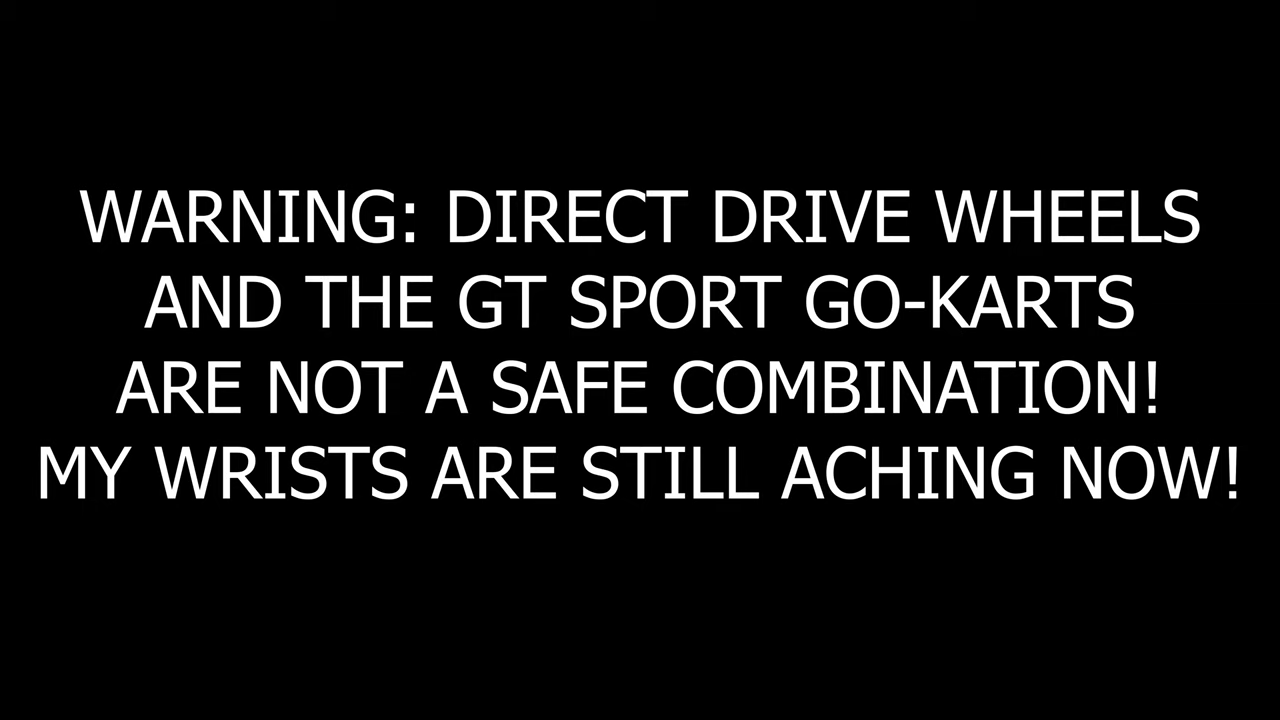 WARNING: DIRECT DRIVE WHEELS
AND THE GT SPORT GO-KARTS
ARE NOT A SAFE COMBINATION!
MY WRISTS ARE STILL ACHING NOW!